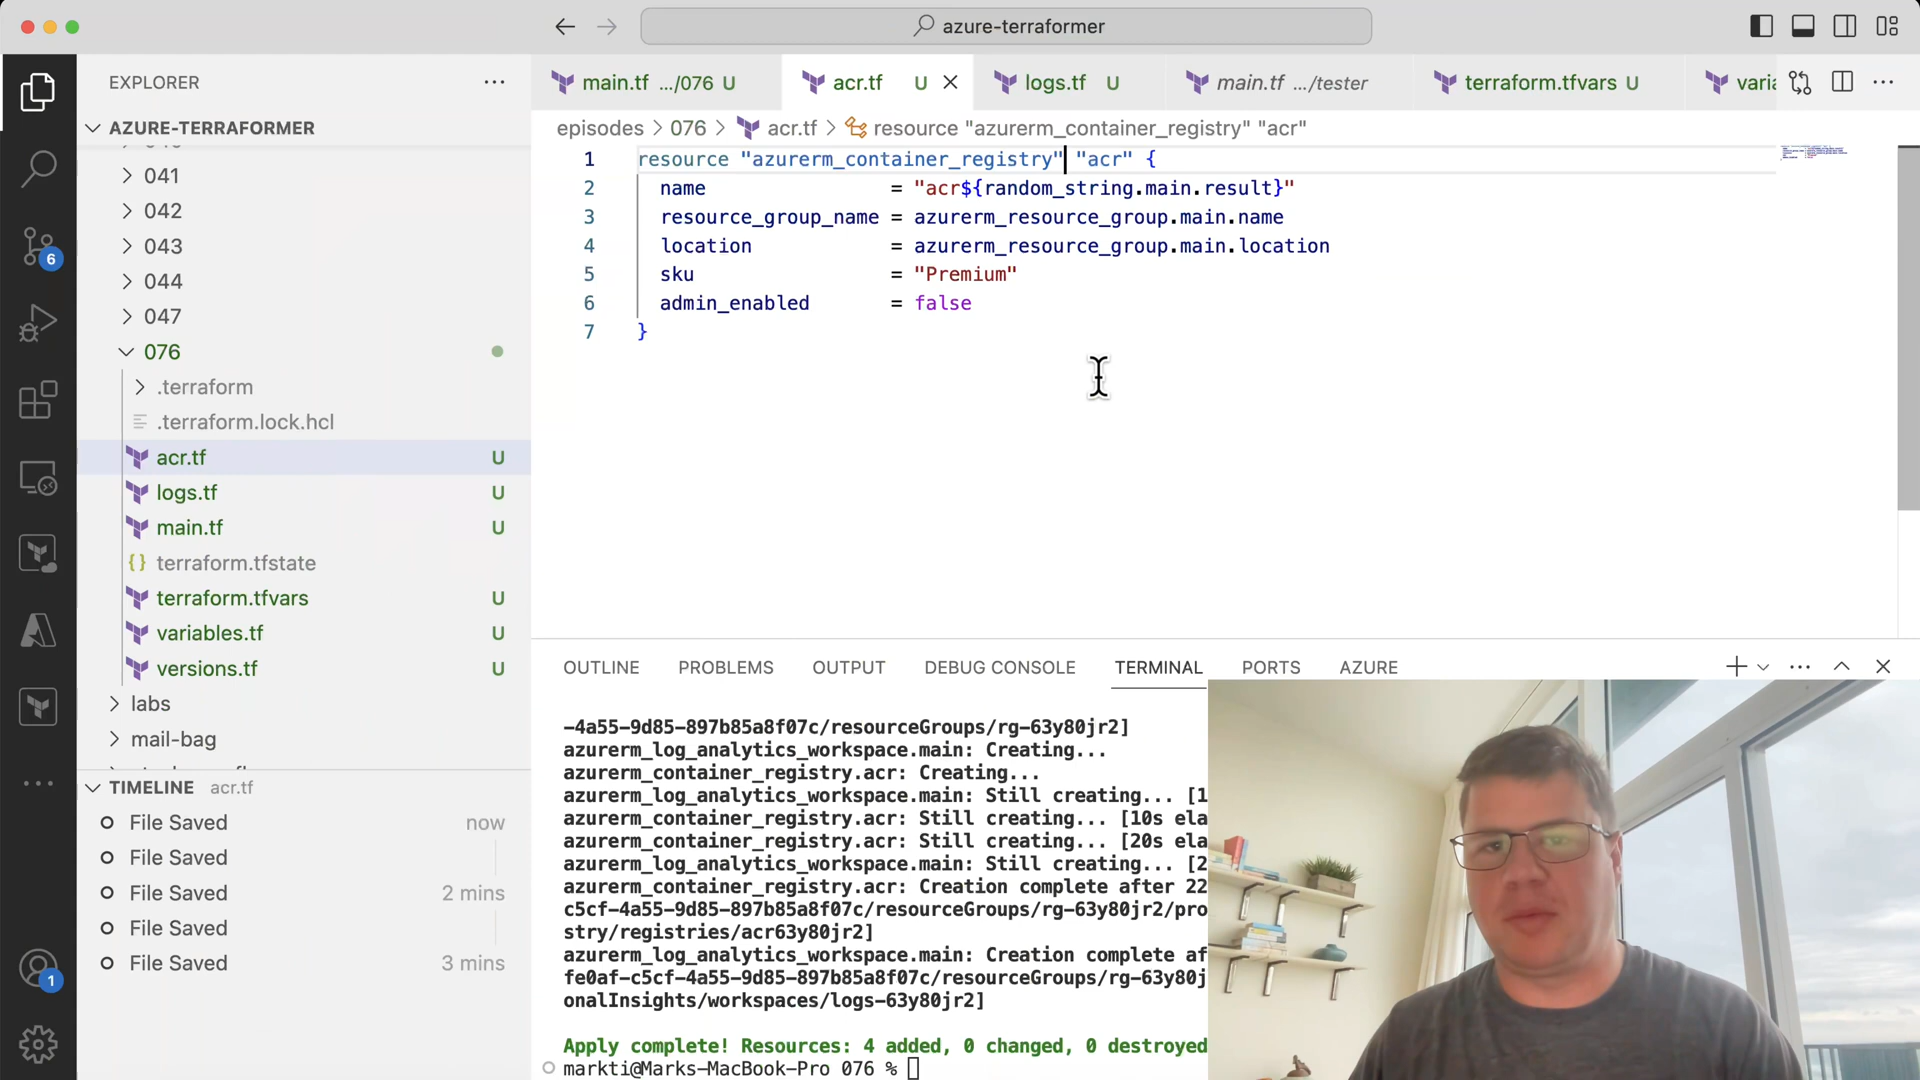 azure-terraformer
EXPLORER
main.tf .../076 U
acr.tf U
logs.tf U
main.tf .../tester
terraform.tfvars U
varia
AZURE-TERRAFORMER
episodes > 076 > acr.tf > resource "azurerm_container_registry" "acr"
041
042
043
044
047
076
.terraform
.terraform.lock.hcl
acr.tf U
logs.tf U
main.tf U
terraform.tfstate
terraform.tfvars U
variables.tf U
versions.tf U
labs
mail-bag
TIMELINE acr.tf
File Saved now
File Saved
File Saved 2 mins
File Saved
File Saved 3 mins
6
1
1 resource "azurerm_container_registry" "acr" {
2 name = "acr${random_string.main.result}"
3 resource_group_name = azurerm_resource_group.main.name
4 location = azurerm_resource_group.main.location
5 sku = "Premium"
6 admin_enabled = false
7 }
OUTLINE PROBLEMS OUTPUT DEBUG CONSOLE TERMINAL PORTS AZURE
-4a55-9d85-897b85a8f07c/resourceGroups/rg-63y80jr2]
azurerm_log_analytics_workspace.main: Creating...
azurerm_container_registry.acr: Creating...
azurerm_log_analytics_workspace.main: Still creating... [1
azurerm_container_registry.acr: Still creating... [10s ela
azurerm_container_registry.acr: Still creating... [20s ela
azurerm_log_analytics_workspace.main: Still creating... [2
azurerm_container_registry.acr: Creation complete after 22
c5cf-4a55-9d85-897b85a8f07c/resourceGroups/rg-63y80jr2/pro
stry/registries/acr63y80jr2]
azurerm_log_analytics_workspace.main: Creation complete af
fe0af-c5cf-4a55-9d85-897b85a8f07c/resourceGroups/rg-63y80j
onalInsights/workspaces/logs-63y80jr2]
Apply complete! Resources: 4 added, 0 changed, 0 destroyed
markti@Marks-MacBook-Pro 076 %